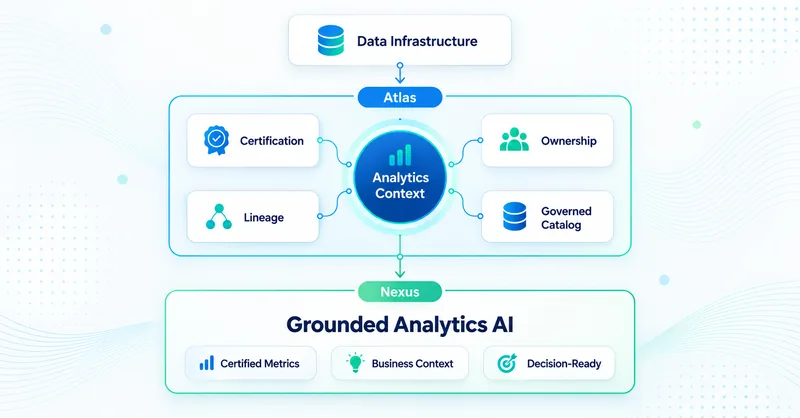 Data Infrastructure
Atlas
Certification
Ownership
Analytics
Context
Lineage
Governed
Catalog
Nexus
Grounded Analytics AI
Certified Metrics
Business Context
Decision-Ready